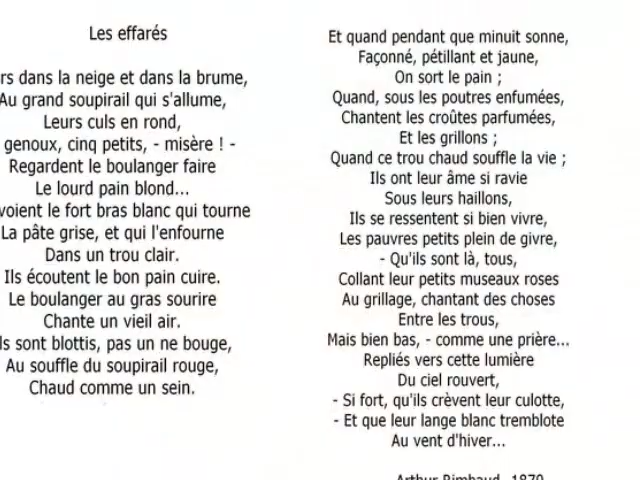 Les effarés
rs dans la neige et dans la brume,
Au grand soupirail qui s'allume,
Leurs culs en rond,
genoux, cinq petits, - misère ! -
Regardent le boulanger faire
Le lourd pain blond...
voient le fort bras blanc qui tourne
La pâte grise, et qui l'enfourne
Dans un trou clair.
Ils écoutent le bon pain cuire.
Le boulanger au gras sourire
Chante un vieil air.
ls sont blottis, pas un ne bouge,
Au souffle du soupirail rouge,
Chaud comme un sein.
Et quand pendant que minuit sonne,
Façonné, pétillant et jaune,
On sort le pain ;
Quand, sous les poutres enfumées,
Chantent les croûtes parfumées,
Et les grillons ;
Quand ce trou chaud souffle la vie ;
Ils ont leur âme si ravie
Sous leurs haillons,
Ils se ressentent si bien vivre,
Les pauvres petits plein de givre,
- Qu'ils sont là, tous,
Collant leur petits museaux roses
Au grillage, chantant des choses
Entre les trous,
Mais bien bas, - comme une prière...
Repliés vers cette lumière
Du ciel rouvert,
- Si fort, qu'ils crèvent leur culotte,
- Et que leur lange blanc tremblote
Au vent d'hiver...
Arthur Rimbaud, 1870